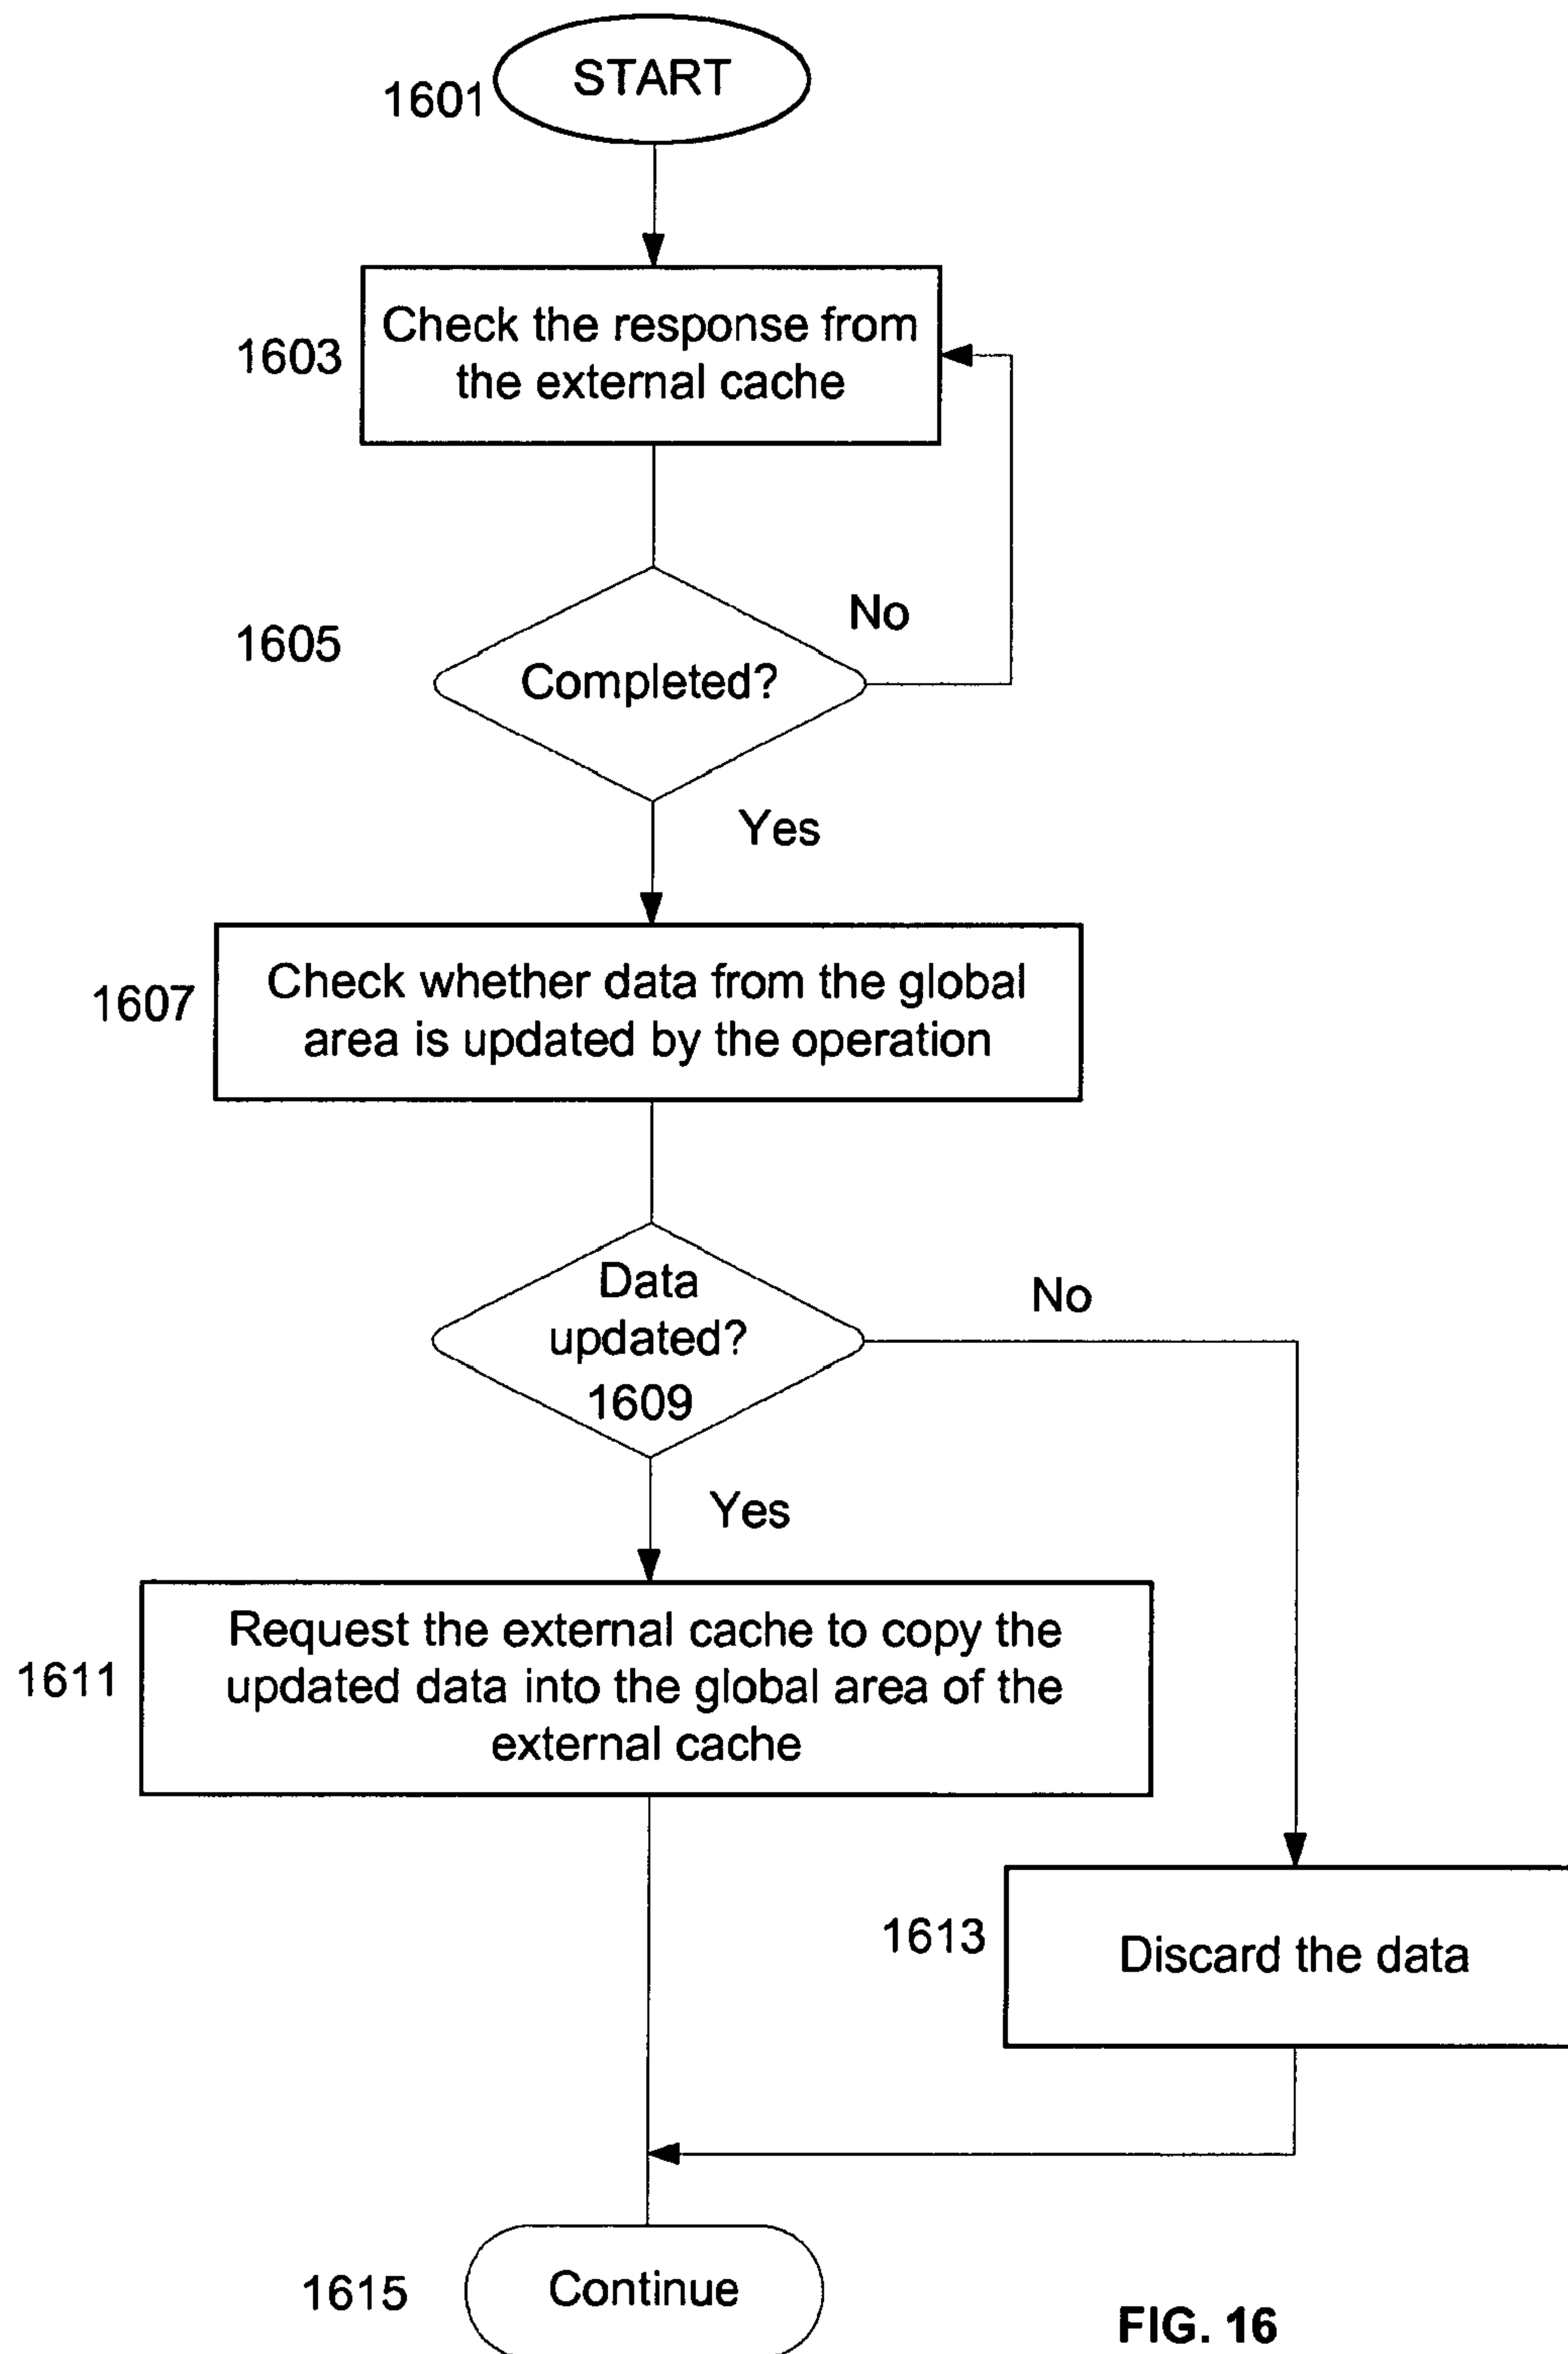 START
1601
Check the response from
the external cache
1603
No
1605
Completed?
Yes
Check whether data from the global
area is updated by the operation
1607
Data
updated?
1609
No
Yes
Request the external cache to copy the
updated data into the global area of the
external cache
1611
1613
Discard the data
1615
Continue
FIG. 16